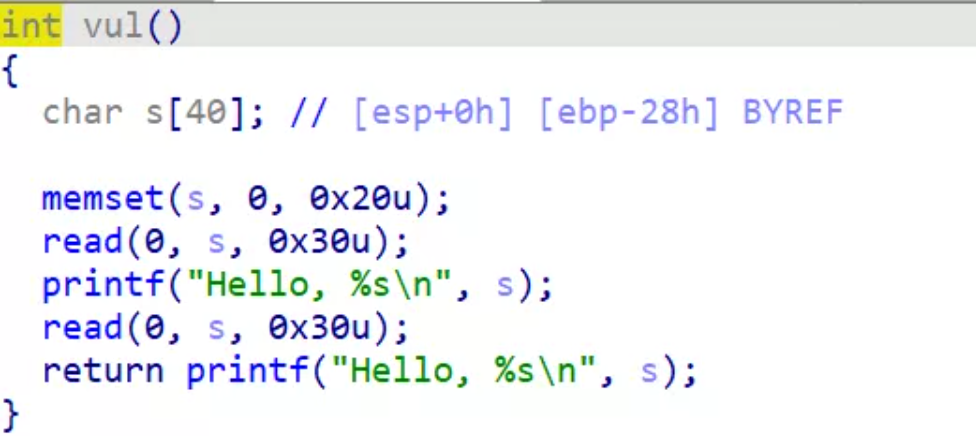 int vul()
{
  char s[40]; // [esp+0h] [ebp-28h] BYREF

  memset(s, 0, 0x20u);
  read(0, s, 0x30u);
  printf("Hello, %s\n", s);
  read(0, s, 0x30u);
  return printf("Hello, %s\n", s);
}